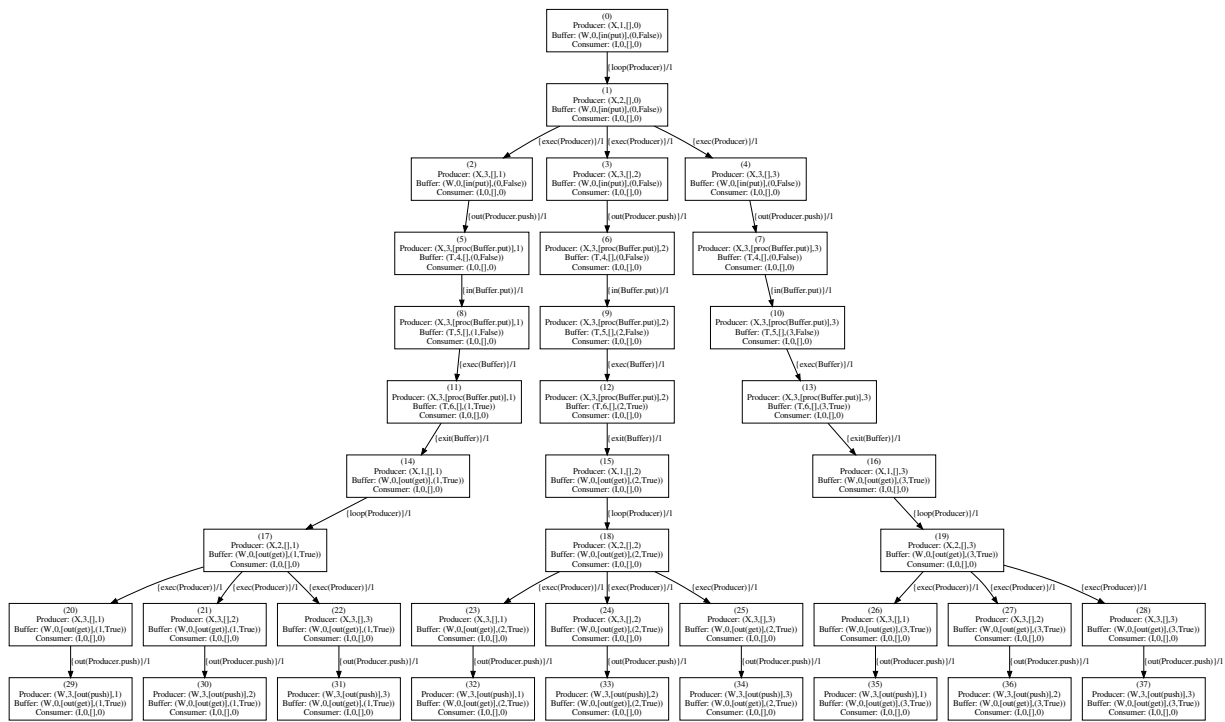 (0)
Producer: (X,1,[],0)
Buffer: (W,0,[in(put)],(0,False))
Consumer: (I,0,[],0)
{loop(Producer)}/1
(1)
Producer: (X,2,[],0)
Buffer: (W,0,[in(put)],(0,False))
Consumer: (I,0,[],0)
{exec(Producer)}/1
{exec(Producer)}/1
{exec(Producer)}/1
(2)
Producer: (X,3,[],1)
Buffer: (W,0,[in(put)],(0,False))
Consumer: (I,0,[],0)
(3)
Producer: (X,3,[],2)
Buffer: (W,0,[in(put)],(0,False))
Consumer: (I,0,[],0)
(4)
Producer: (X,3,[],3)
Buffer: (W,0,[in(put)],(0,False))
Consumer: (I,0,[],0)
{out(Producer.push)}/1
{out(Producer.push)}/1
{out(Producer.push)}/1
(5)
Producer: (X,3,[proc(Buffer.put)],1)
Buffer: (T,4,[],(0,False))
Consumer: (I,0,[],0)
(6)
Producer: (X,3,[proc(Buffer.put)],2)
Buffer: (T,4,[],(0,False))
Consumer: (I,0,[],0)
(7)
Producer: (X,3,[proc(Buffer.put)],3)
Buffer: (T,4,[],(0,False))
Consumer: (I,0,[],0)
{in(Buffer.put)}/1
{in(Buffer.put)}/1
{in(Buffer.put)}/1
(8)
Producer: (X,3,[proc(Buffer.put)],1)
Buffer: (T,5,[],(1,False))
Consumer: (I,0,[],0)
(9)
Producer: (X,3,[proc(Buffer.put)],2)
Buffer: (T,5,[],(2,False))
Consumer: (I,0,[],0)
(10)
Producer: (X,3,[proc(Buffer.put)],3)
Buffer: (T,5,[],(3,False))
Consumer: (I,0,[],0)
{exec(Buffer)}/1
{exec(Buffer)}/1
{exec(Buffer)}/1
(11)
Producer: (X,3,[proc(Buffer.put)],1)
Buffer: (T,6,[],(1,True))
Consumer: (I,0,[],0)
(12)
Producer: (X,3,[proc(Buffer.put)],2)
Buffer: (T,6,[],(2,True))
Consumer: (I,0,[],0)
(13)
Producer: (X,3,[proc(Buffer.put)],3)
Buffer: (T,6,[],(3,True))
Consumer: (I,0,[],0)
{exit(Buffer)}/1
{exit(Buffer)}/1
{exit(Buffer)}/1
(14)
Producer: (X,1,[],1)
Buffer: (W,0,[out(get)],(1,True))
Consumer: (I,0,[],0)
(15)
Producer: (X,1,[],2)
Buffer: (W,0,[out(get)],(2,True))
Consumer: (I,0,[],0)
(16)
Producer: (X,1,[],3)
Buffer: (W,0,[out(get)],(3,True))
Consumer: (I,0,[],0)
{loop(Producer)}/1
{loop(Producer)}/1
{loop(Producer)}/1
(17)
Producer: (X,2,[],1)
Buffer: (W,0,[out(get)],(1,True))
Consumer: (I,0,[],0)
(18)
Producer: (X,2,[],2)
Buffer: (W,0,[out(get)],(2,True))
Consumer: (I,0,[],0)
(19)
Producer: (X,2,[],3)
Buffer: (W,0,[out(get)],(3,True))
Consumer: (I,0,[],0)
{exec(Producer)}/1
{exec(Producer)}/1
{exec(Producer)}/1
{exec(Producer)}/1
{exec(Producer)}/1
{exec(Producer)}/1
{exec(Producer)}/1
{exec(Producer)}/1
{exec(Producer)}/1
(20)
Producer: (X,3,[],1)
Buffer: (W,0,[out(get)],(1,True))
Consumer: (I,0,[],0)
(21)
Producer: (X,3,[],2)
Buffer: (W,0,[out(get)],(1,True))
Consumer: (I,0,[],0)
(22)
Producer: (X,3,[],3)
Buffer: (W,0,[out(get)],(1,True))
Consumer: (I,0,[],0)
(23)
Producer: (X,3,[],1)
Buffer: (W,0,[out(get)],(2,True))
Consumer: (I,0,[],0)
(24)
Producer: (X,3,[],2)
Buffer: (W,0,[out(get)],(2,True))
Consumer: (I,0,[],0)
(25)
Producer: (X,3,[],3)
Buffer: (W,0,[out(get)],(2,True))
Consumer: (I,0,[],0)
(26)
Producer: (X,3,[],1)
Buffer: (W,0,[out(get)],(3,True))
Consumer: (I,0,[],0)
(27)
Producer: (X,3,[],2)
Buffer: (W,0,[out(get)],(3,True))
Consumer: (I,0,[],0)
(28)
Producer: (X,3,[],3)
Buffer: (W,0,[out(get)],(3,True))
Consumer: (I,0,[],0)
{out(Producer.push)}/1
{out(Producer.push)}/1
{out(Producer.push)}/1
{out(Producer.push)}/1
{out(Producer.push)}/1
{out(Producer.push)}/1
{out(Producer.push)}/1
{out(Producer.push)}/1
{out(Producer.push)}/1
(29)
Producer: (W,3,[out(push)],1)
Buffer: (W,0,[out(get)],(1,True))
Consumer: (I,0,[],0)
(30)
Producer: (W,3,[out(push)],2)
Buffer: (W,0,[out(get)],(1,True))
Consumer: (I,0,[],0)
(31)
Producer: (W,3,[out(push)],3)
Buffer: (W,0,[out(get)],(1,True))
Consumer: (I,0,[],0)
(32)
Producer: (W,3,[out(push)],1)
Buffer: (W,0,[out(get)],(2,True))
Consumer: (I,0,[],0)
(33)
Producer: (W,3,[out(push)],2)
Buffer: (W,0,[out(get)],(2,True))
Consumer: (I,0,[],0)
(34)
Producer: (W,3,[out(push)],3)
Buffer: (W,0,[out(get)],(2,True))
Consumer: (I,0,[],0)
(35)
Producer: (W,3,[out(push)],1)
Buffer: (W,0,[out(get)],(3,True))
Consumer: (I,0,[],0)
(36)
Producer: (W,3,[out(push)],2)
Buffer: (W,0,[out(get)],(3,True))
Consumer: (I,0,[],0)
(37)
Producer: (W,3,[out(push)],3)
Buffer: (W,0,[out(get)],(3,True))
Consumer: (I,0,[],0)